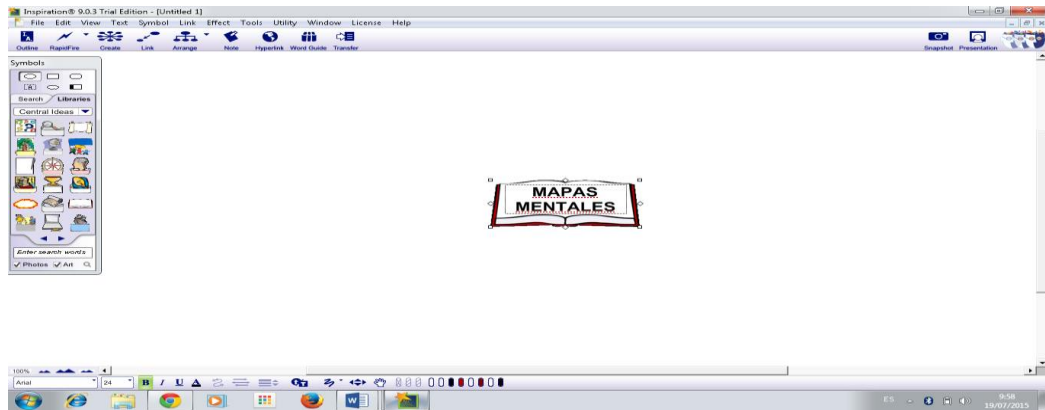 Inspiration® 9.0.3 Trial Edition - [Untitled 1]
File Edit View Text Symbol Link Effect Tools Utility Window License Help
Outline RapidFire Create Link Arrange Note Hyperlink Word Guide Transfer Snapshot Presentation
Symbols
Search Libraries
Central Ideas
MAPAS
MENTALES
Enter search words
Photos Art
100%
Arial 24 B I U A
ES 9:58
19/07/2015